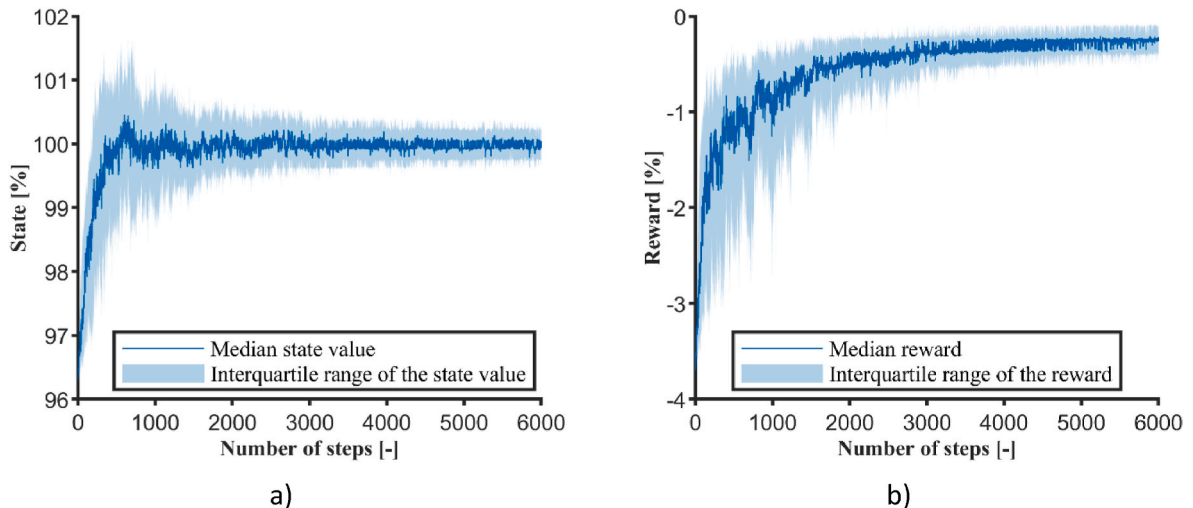 102
101
100
99
98
97
96
State [%]
Median state value
Interquartile range of the state value
0 1000 2000 3000 4000 5000 6000
Number of steps [-]
a)
0
-1
-2
-3
-4
Reward [%]
Median reward
Interquartile range of the reward
0 1000 2000 3000 4000 5000 6000
Number of steps [-]
b)